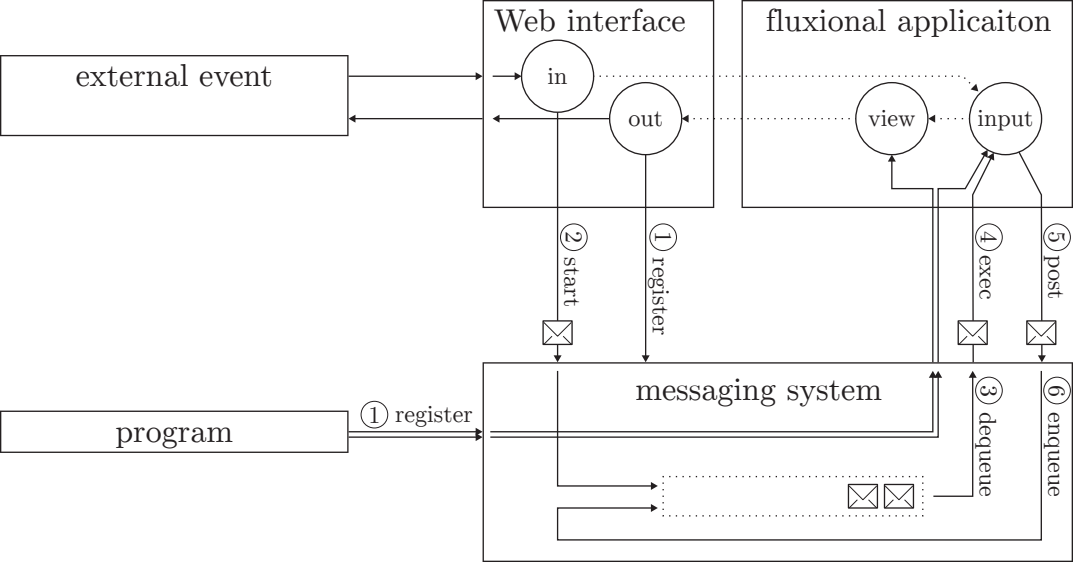 Web interface
fluxional applicaiton
external event
in
out
view
input
② start
① register
④ exec
⑤ post
messaging system
① register
program
③ dequeue
⑥ enqueue